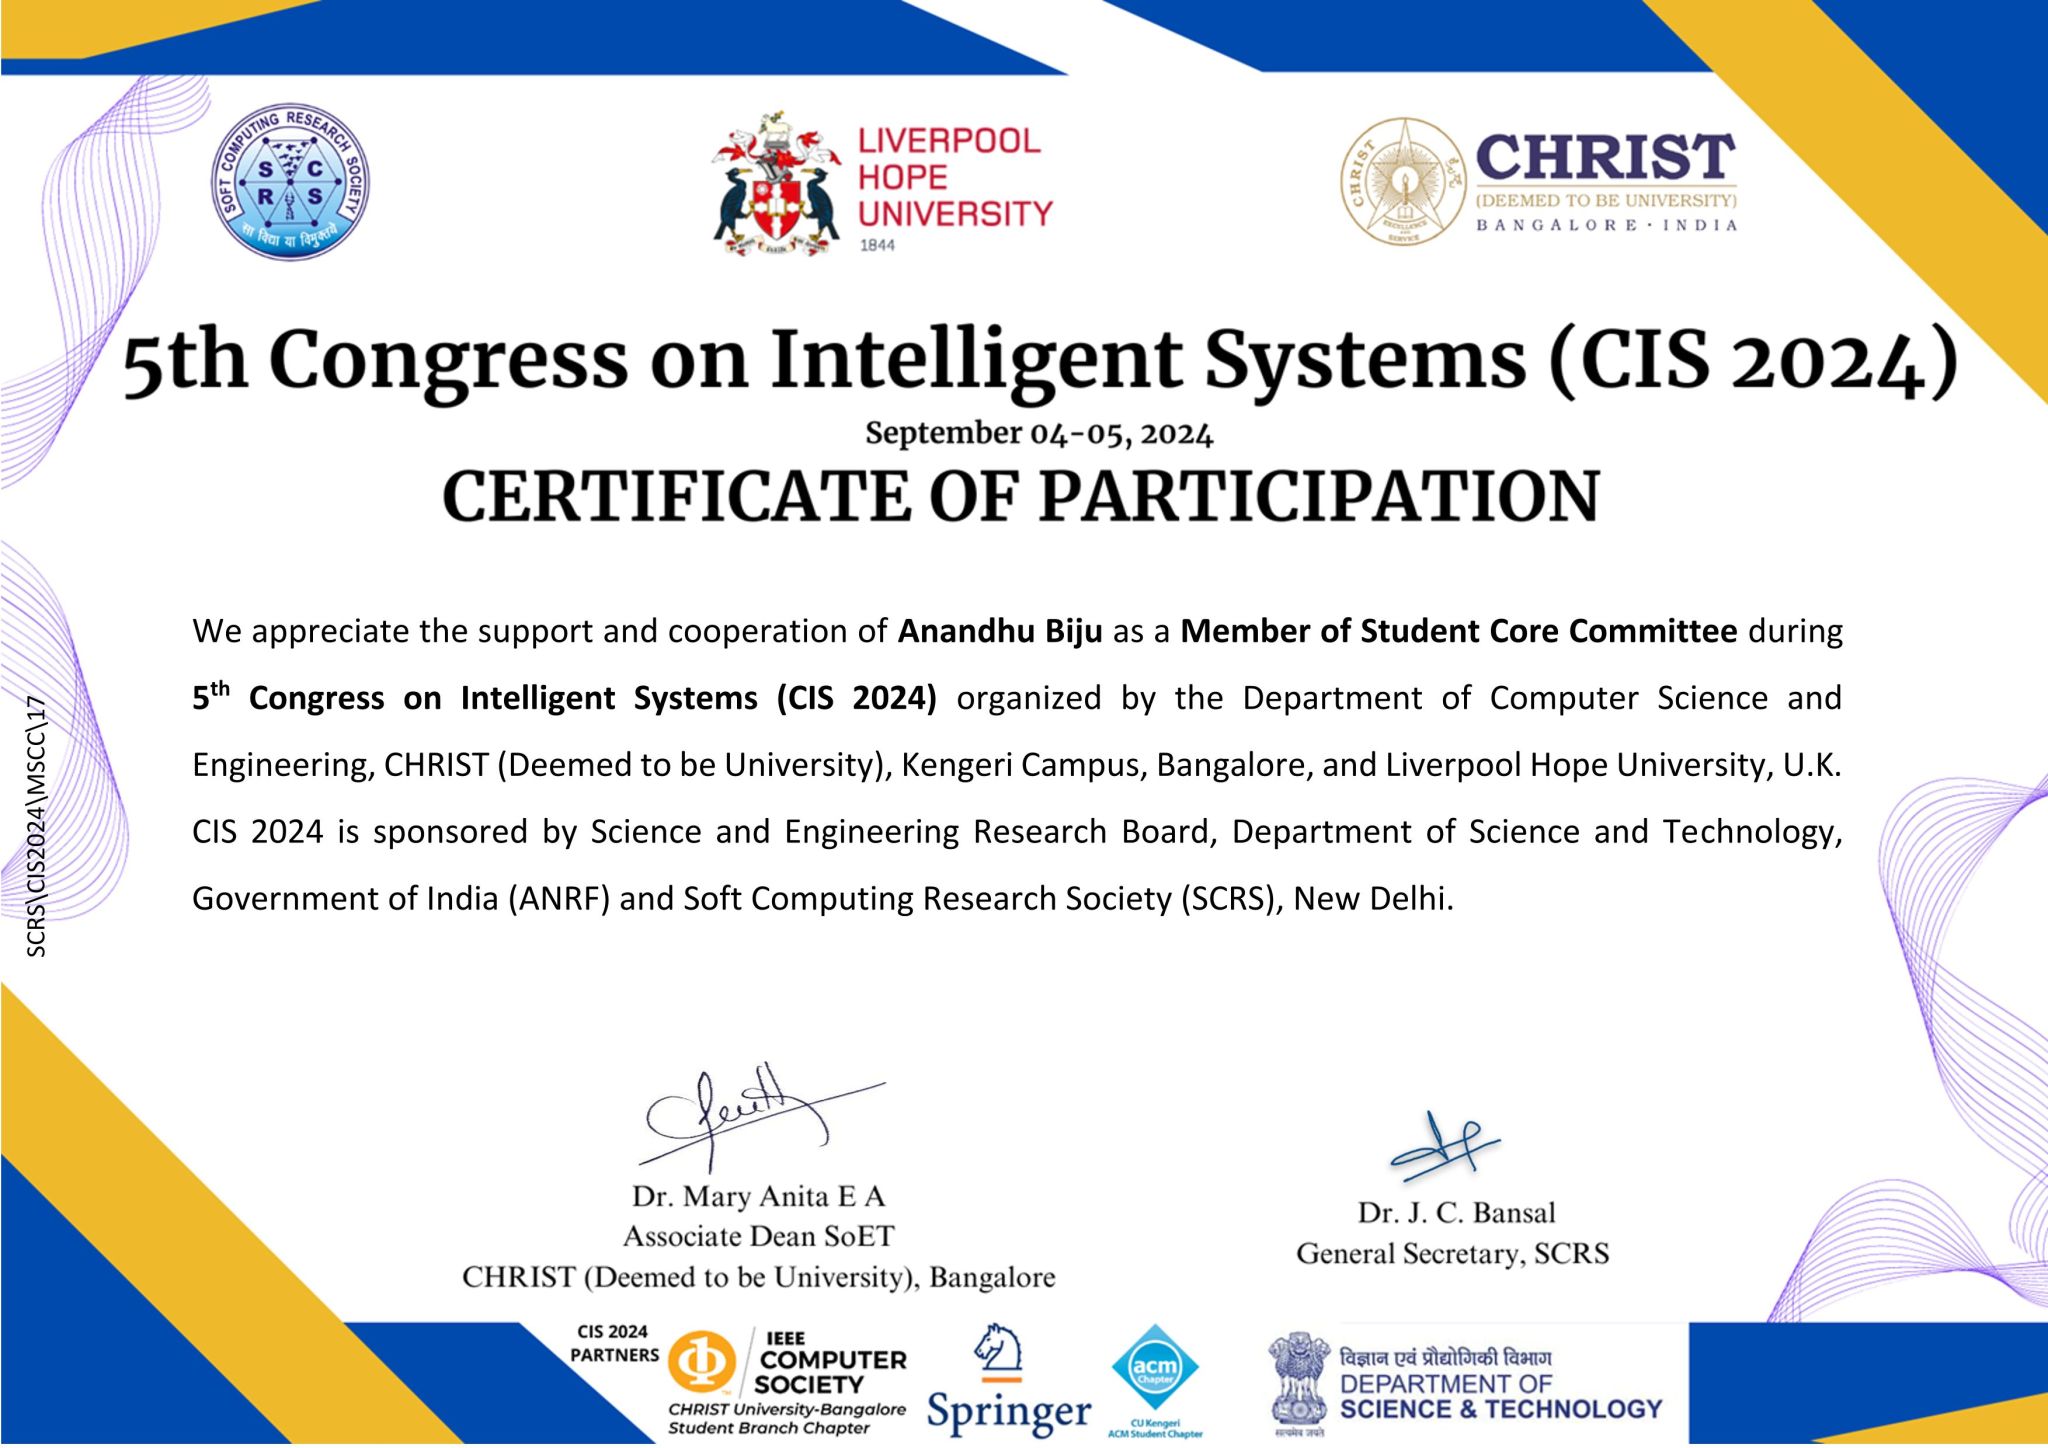 SOFT COMPUTING RESEARCH SOCIETY
S C
R S
सा विद्या या विमुक्तये
LIVERPOOL
HOPE
UNIVERSITY
1844
CHRIST
EXCELLENCE
AND
SERVICE
CHRIST
(DEEMED TO BE UNIVERSITY)
BANGALORE · INDIA
5th Congress on Intelligent Systems (CIS 2024)
September 04-05, 2024
CERTIFICATE OF PARTICIPATION
We appreciate the support and cooperation of Anandhu Biju as a Member of Student Core Committee during
5th Congress on Intelligent Systems (CIS 2024) organized by the Department of Computer Science and
Engineering, CHRIST (Deemed to be University), Kengeri Campus, Bangalore, and Liverpool Hope University, U.K.
CIS 2024 is sponsored by Science and Engineering Research Board, Department of Science and Technology,
Government of India (ANRF) and Soft Computing Research Society (SCRS), New Delhi.
SCRS\CIS2024\MSCC\17
Dr. Mary Anita E A
Associate Dean SoET
CHRIST (Deemed to be University), Bangalore
Dr. J. C. Bansal
General Secretary, SCRS
CIS 2024
PARTNERS
IEEE
COMPUTER
SOCIETY
TM
CHRIST University-Bangalore
Student Branch Chapter
Springer
acm
Chapter
CU Kengeri
ACM Student Chapter
सत्यमेव जयते
विज्ञान एवं प्रौद्योगिकी विभाग
DEPARTMENT OF
SCIENCE & TECHNOLOGY